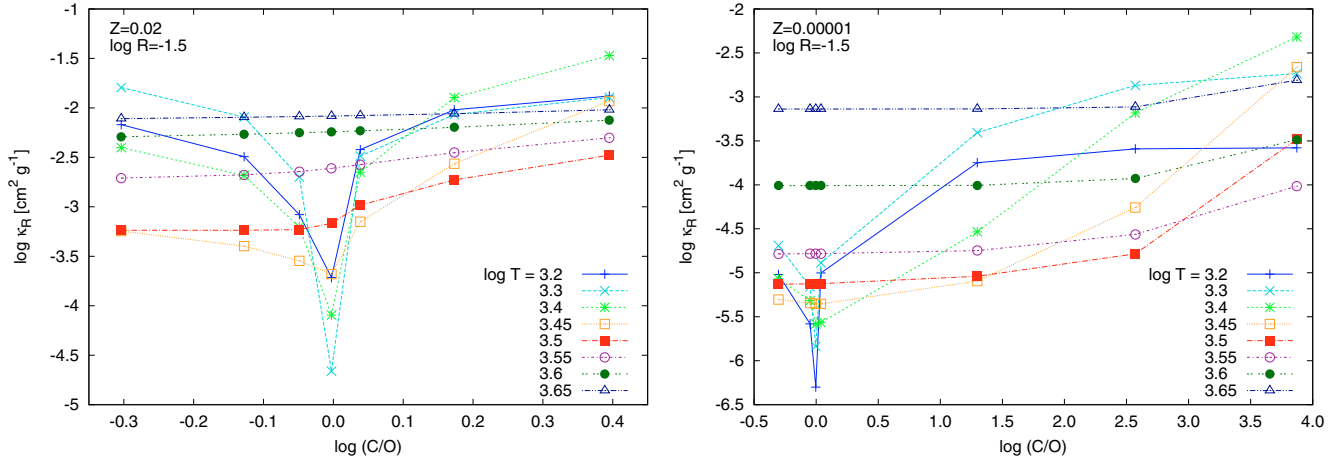 Z=0.02
log R=-1.5
log κR [cm2 g-1]
-1
-1.5
-2
-2.5
-3
-3.5
-4
-4.5
-5
log T = 3.2
3.3
3.4
3.45
3.5
3.55
3.6
3.65
-0.3 -0.2 -0.1 0.0 0.1 0.2 0.3 0.4
log (C/O)
Z=0.00001
log R=-1.5
log κR [cm2 g-1]
-2
-2.5
-3
-3.5
-4
-4.5
-5
-5.5
-6
-6.5
log T = 3.2
3.3
3.4
3.45
3.5
3.55
3.6
3.65
-0.5 0.0 0.5 1.0 1.5 2.0 2.5 3.0 3.5 4.0
log (C/O)